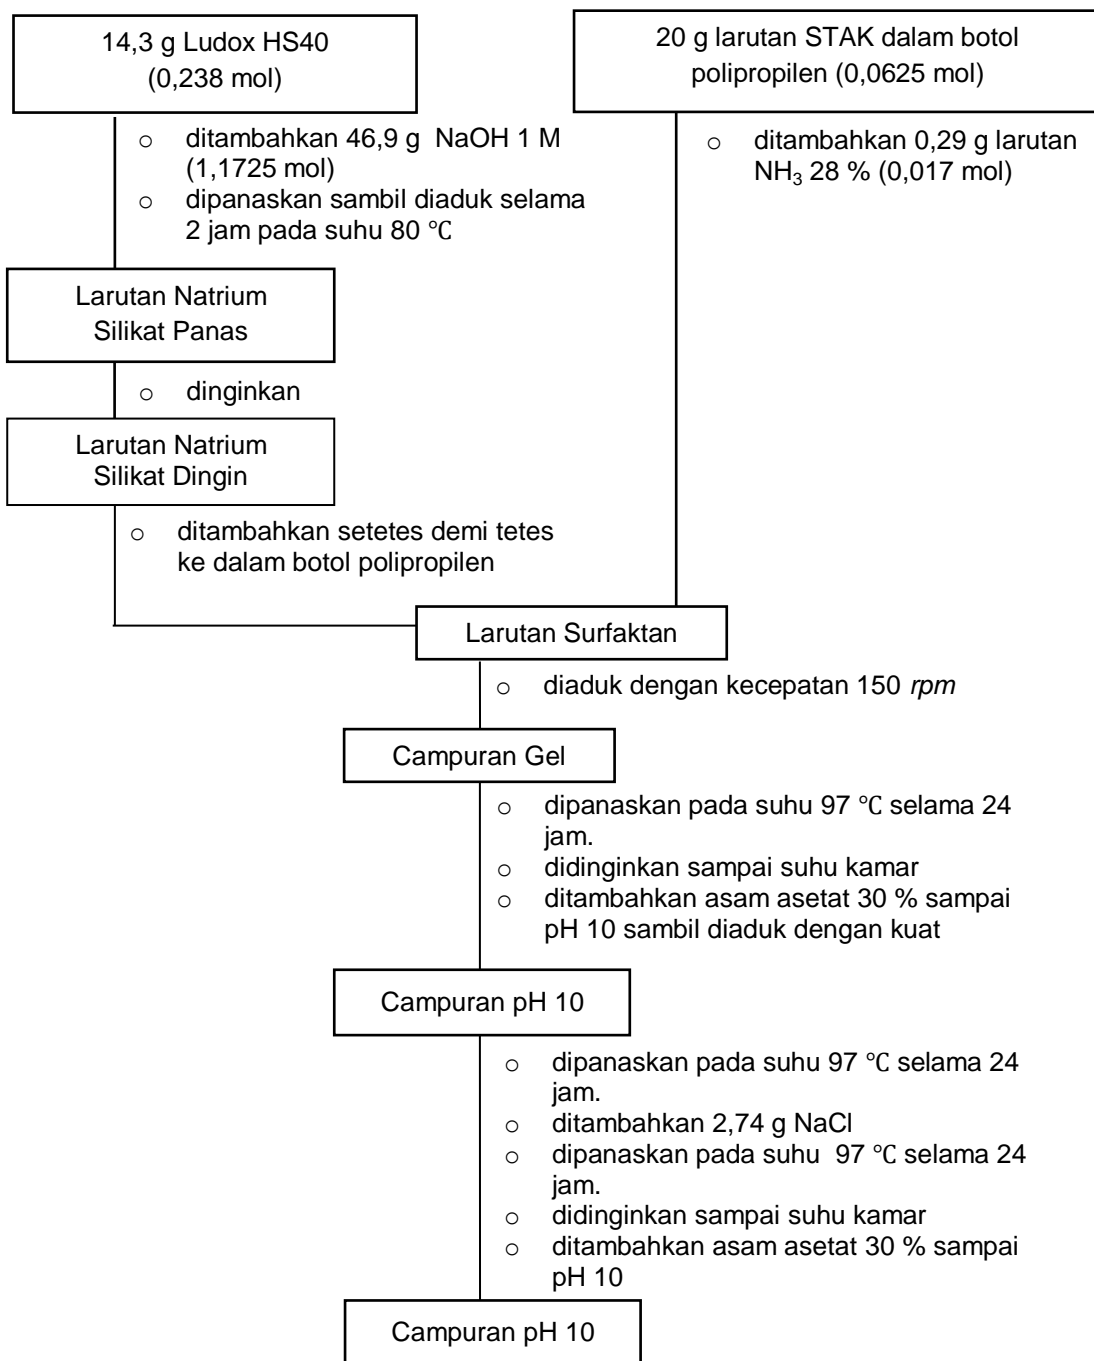 14,3 g Ludox HS40
(0,238 mol)
20 g larutan STAK dalam botol
polipropilen (0,0625 mol)
○ ditambahkan 46,9 g NaOH 1 M
(1,1725 mol)
○ dipanaskan sambil diaduk selama
2 jam pada suhu 80 ℃
○ ditambahkan 0,29 g larutan
NH₃ 28 % (0,017 mol)
Larutan Natrium
Silikat Panas
○ dinginkan
Larutan Natrium
Silikat Dingin
○ ditambahkan setetes demi tetes
ke dalam botol polipropilen
Larutan Surfaktan
○ diaduk dengan kecepatan 150 rpm
Campuran Gel
○ dipanaskan pada suhu 97 ℃ selama 24
jam.
○ didinginkan sampai suhu kamar
○ ditambahkan asam asetat 30 % sampai
pH 10 sambil diaduk dengan kuat
Campuran pH 10
○ dipanaskan pada suhu 97 ℃ selama 24
jam.
○ ditambahkan 2,74 g NaCl
○ dipanaskan pada suhu 97 ℃ selama 24
jam.
○ didinginkan sampai suhu kamar
○ ditambahkan asam asetat 30 % sampai
pH 10
Campuran pH 10